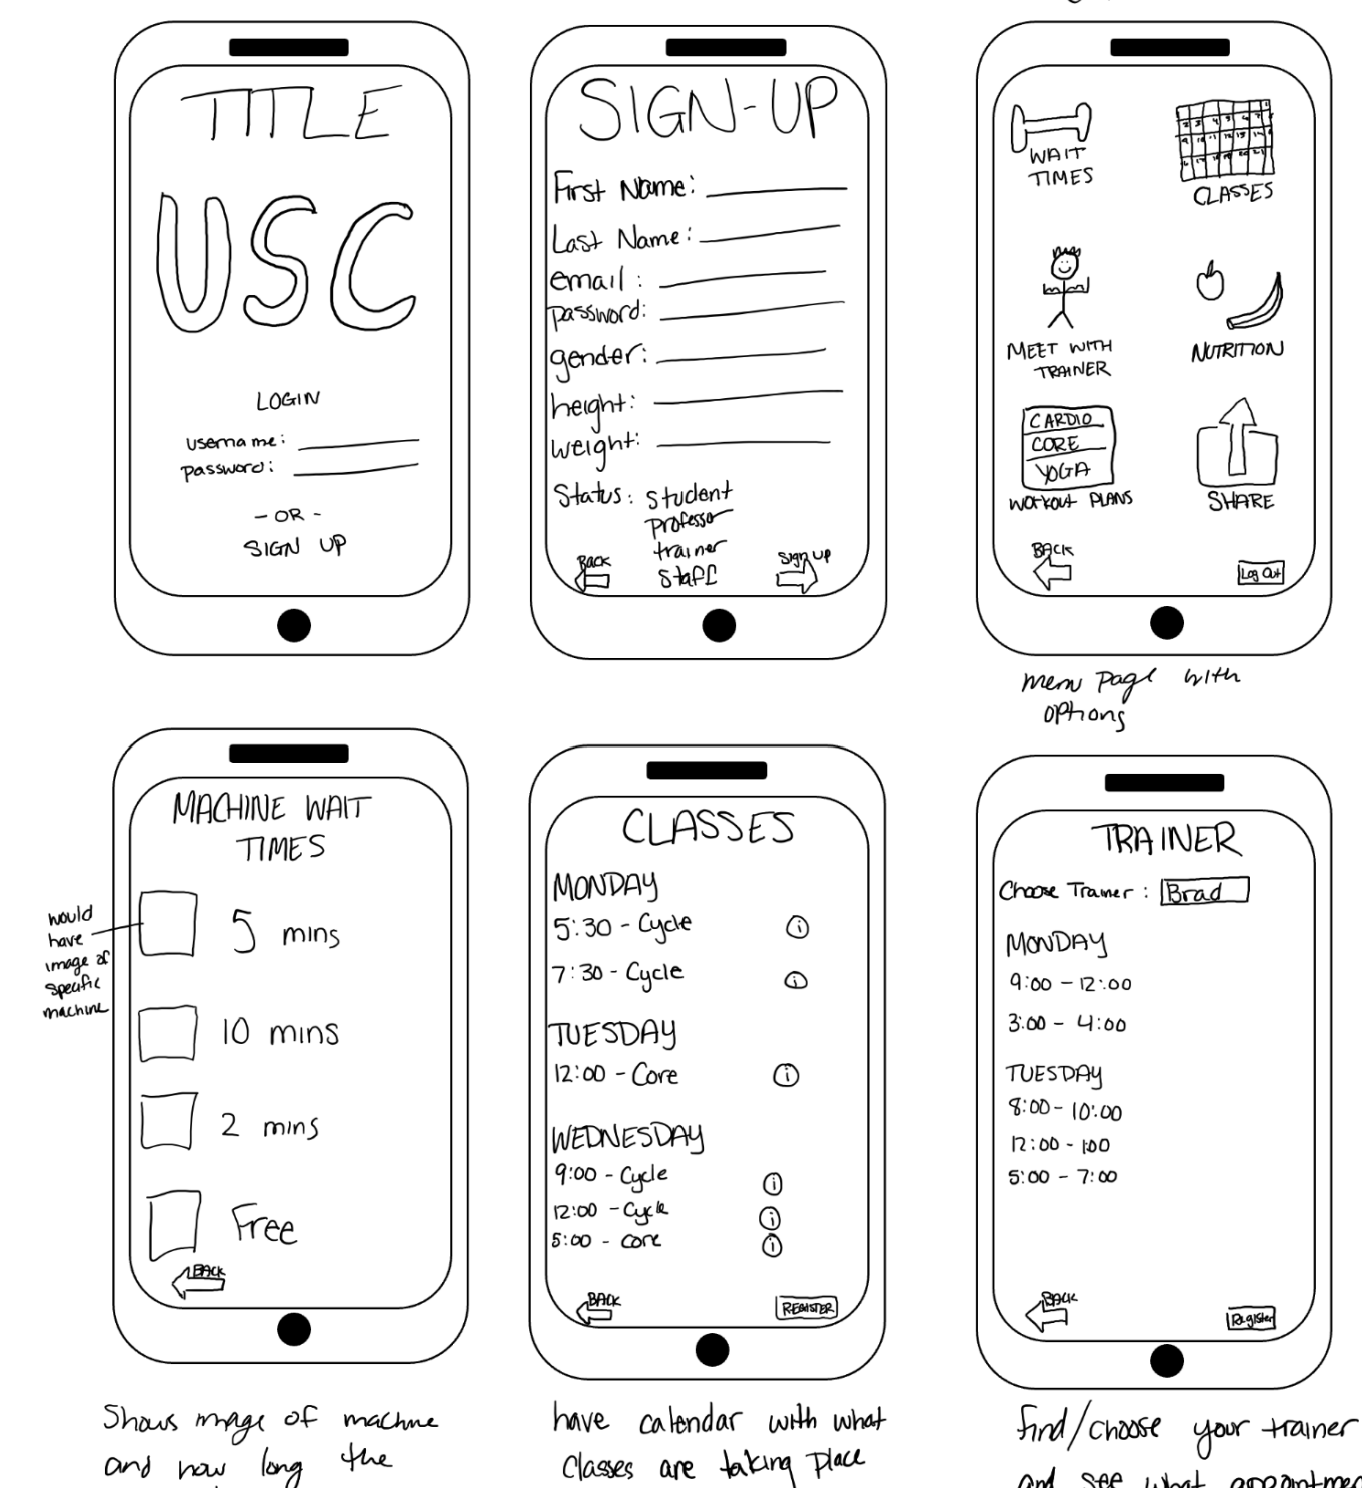 TITLE
USC
LOGIN
username:
password:
- OR -
SIGN UP
SIGN-UP
First Name:
Last Name:
email:
password:
gender:
height:
weight:
Status: student
professor
trainer
staff
Back
Sign up
WAIT
TIMES
CLASSES
MEET WITH
TRAINER
NUTRITION
CARDIO
CORE
YOGA
WORKOUT PLANS
SHARE
BACK
Log Out
menu page with
options
MACHINE WAIT
TIMES
would
have
image of
specific
machine
5 mins
10 mins
2 mins
Free
BACK
Shows image of machine
and how long the
CLASSES
MONDAY
5:30 - Cycle
i
7:30 - Cycle
i
TUESDAY
12:00 - Core
i
WEDNESDAY
9:00 - Cycle
i
12:00 - Cycle
i
5:00 - core
i
BACK
REGISTER
have calendar with what
classes are taking place
TRAINER
Choose Trainer: Brad
MONDAY
9:00 - 12:00
3:00 - 4:00
TUESDAY
8:00 - 10:00
12:00 - 1:00
5:00 - 7:00
BACK
Register
find/choose your trainer
and see what